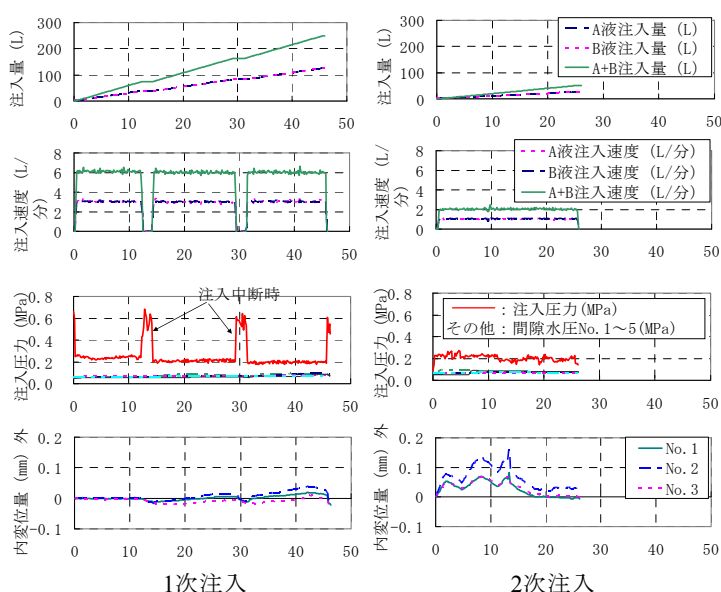 300
200
100
0
注入量 (L)
0 10 20 30 40 50
300
200
100
0
注入量 (L)
A液注入量 (L)
B液注入量 (L)
A+B注入量 (L)
0 10 20 30 40 50
8
6
4
2
0
注入速度 (L/
分)
0 10 20 30 40 50
8
6
4
2
0
注入速度 (L/
分)
A液注入速度 (L/分)
B液注入速度 (L/分)
A+B注入速度 (L/分)
0 10 20 30 40 50
0.8
0.6
0.4
0.2
0.0
注入圧力 (MPa)
注入中断時
0 10 20 30 40 50
0.8
0.6
0.4
0.2
0.0
注入圧力 (MPa)
:注入圧力(MPa)
その他:間隙水圧No.1~5(MPa)
0 10 20 30 40 50
0.2
0.1
0
-0.1
内変位量 (mm) 外
0 10 20 30 40 50
0.2
0.1
0
-0.1
内変位量 (mm) 外
No.1
No.2
No.3
0 10 20 30 40 50
1次注入
2次注入